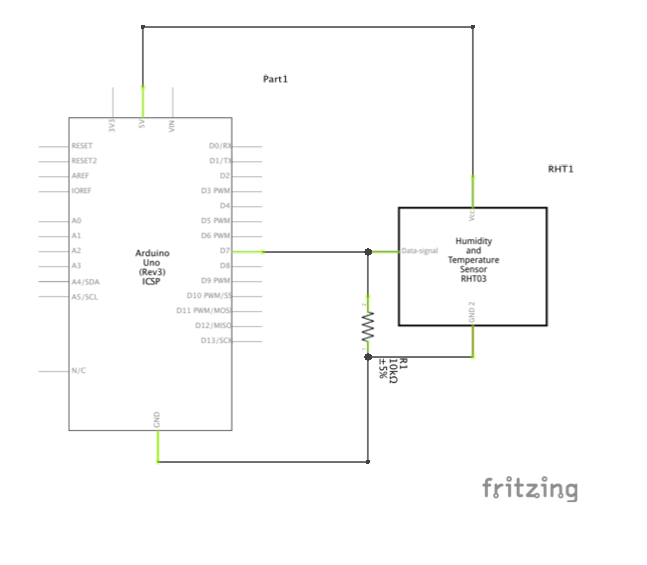 Part1
3V3
5V
VIN
RESET
RESET2
AREF
IOREF
A0
A1
A2
A3
A4/SDA
A5/SCL
N/C
Arduino
Uno
(Rev3)
ICSP
D0/RX
D1/TX
D2
D3 PWM
D4
D5 PWM
D6 PWM
D7
D8
D9 PWM
D10 PWM/SS
D11 PWM/MOSI
D12/MISO
D13/SCK
GND
RHT1
Vcc
Data-signal
Humidity
and
Temperature
Sensor
RHT03
GND 2
2
1
R1
10kΩ
±5%
fritzing